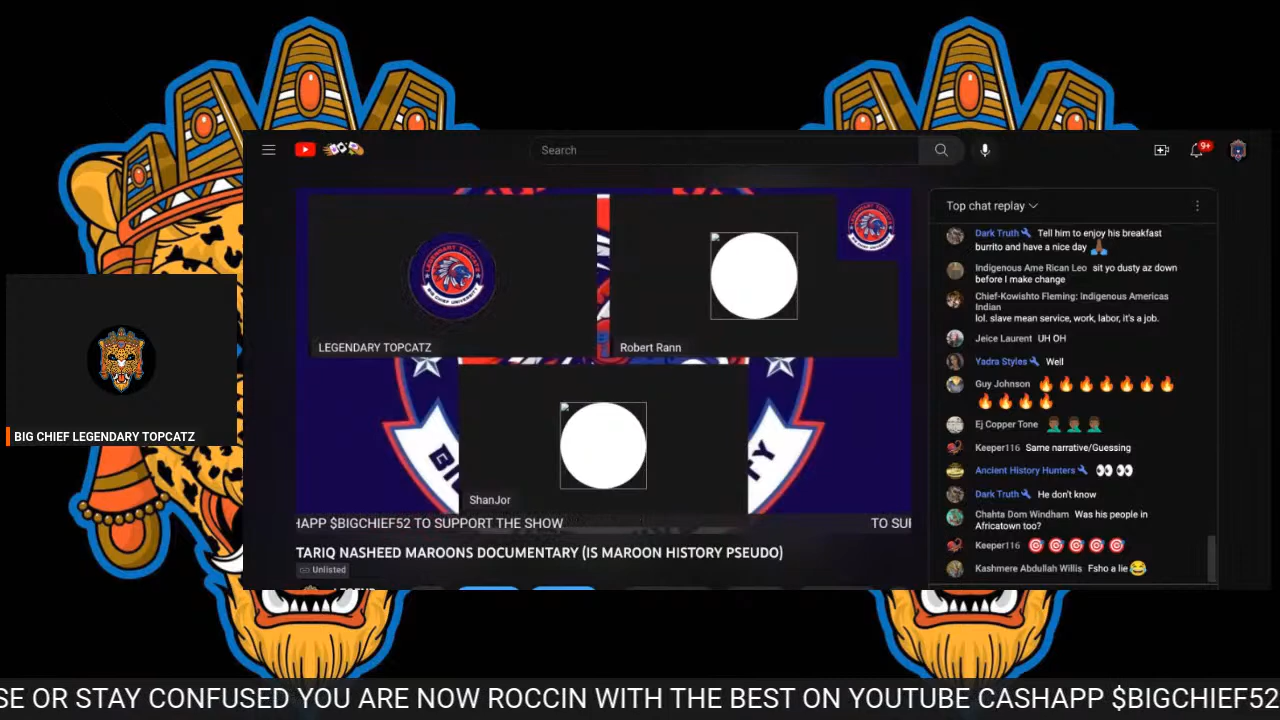 Search
9+
LEGENDARY TOPCATZ
Robert Rann
ShanJor
HAPP $BIGCHIEF52 TO SUPPORT THE SHOW
TO SUP
TARIQ NASHEED MAROONS DOCUMENTARY (IS MAROON HISTORY PSEUDO)
Unlisted
Top chat replay
Dark Truth Tell him to enjoy his breakfast
burrito and have a nice day 🙏🏾
Indigenous Ame Rican Leo sit yo dusty az down
before I make change
Chief-Kowishto Fleming: Indigenous Americas
Indian
lol. slave mean service, work, labor, it's a job.
Jeice Laurent UH OH
Yadra Styles Well
Guy Johnson 🔥🔥🔥🔥🔥🔥🔥
🔥🔥🔥🔥
Ej Copper Tone 🤦🏾‍♂️🤦🏾‍♂️🤦🏾‍♂️
Keeper116 Same narrative/Guessing
Ancient History Hunters 👀👀
Dark Truth He don't know
Chahta Dom Windham Was his people in
Africatown too?
Keeper116 🎯🎯🎯🎯🎯
Kashmere Abdullah Willis Fsho a lie😂
BIG CHIEF LEGENDARY TOPCATZ
SE OR STAY CONFUSED YOU ARE NOW ROCCIN WITH THE BEST ON YOUTUBE CASHAPP $BIGCHIEF52